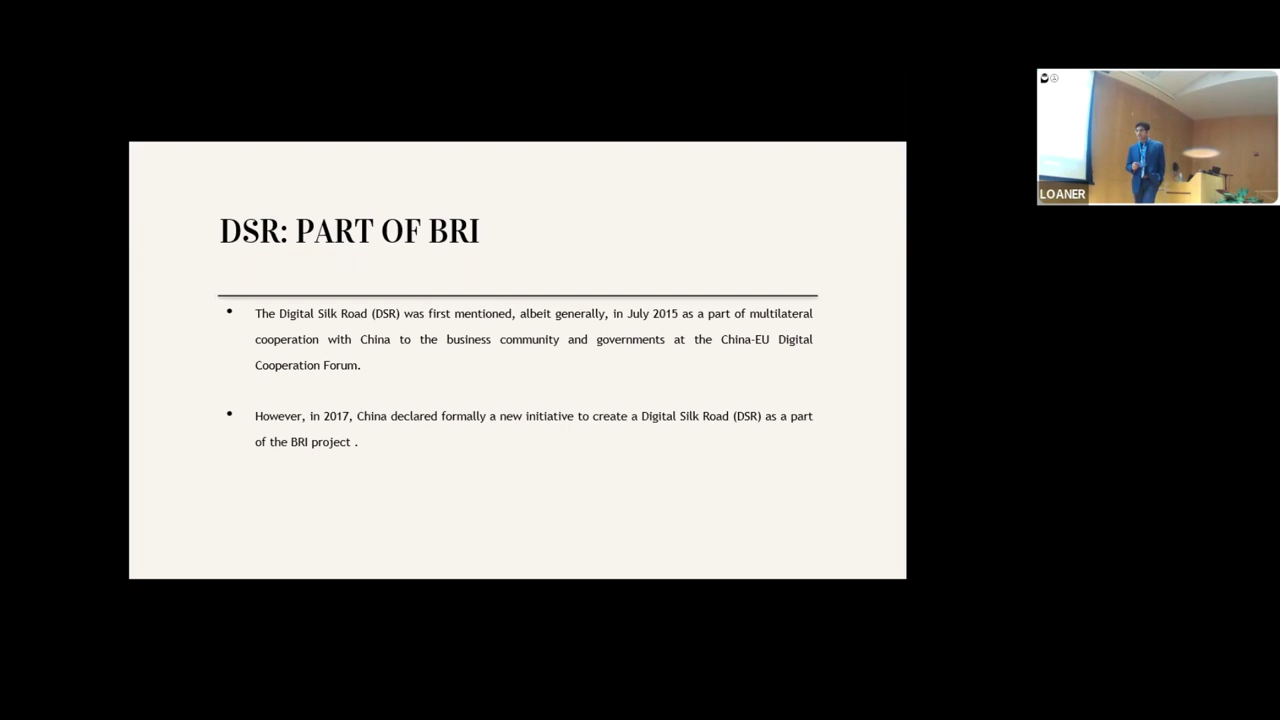 DSR: PART OF BRI
• The Digital Silk Road (DSR) was first mentioned, albeit generally, in July 2015 as a part of multilateral
cooperation with China to the business community and governments at the China-EU Digital
Cooperation Forum.
• However, in 2017, China declared formally a new initiative to create a Digital Silk Road (DSR) as a part
of the BRI project .
LOANER